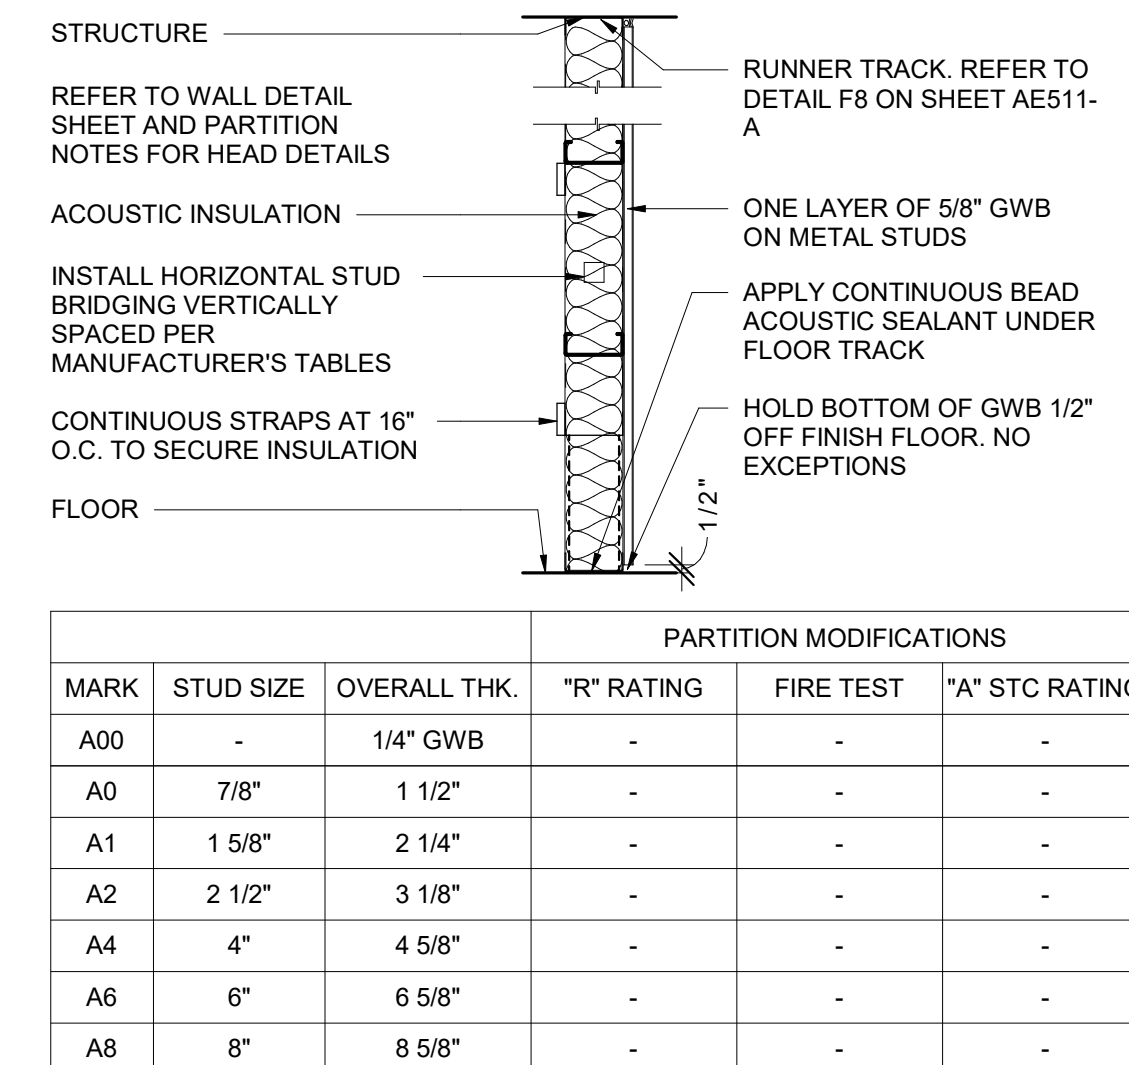 STRUCTURE
REFER TO WALL DETAIL
SHEET AND PARTITION
NOTES FOR HEAD DETAILS
ACOUSTIC INSULATION
INSTALL HORIZONTAL STUD
BRIDGING VERTICALLY
SPACED PER
MANUFACTURER'S TABLES
CONTINUOUS STRAPS AT 16"
O.C. TO SECURE INSULATION
FLOOR
RUNNER TRACK. REFER TO
DETAIL F8 ON SHEET AE511-
A
ONE LAYER OF 5/8" GWB
ON METAL STUDS
APPLY CONTINUOUS BEAD
ACOUSTIC SEALANT UNDER
FLOOR TRACK
HOLD BOTTOM OF GWB 1/2"
OFF FINISH FLOOR. NO
EXCEPTIONS
1/2"
PARTITION MODIFICATIONS
MARK STUD SIZE OVERALL THK. "R" RATING FIRE TEST "A" STC RATING
A00 - 1/4" GWB - - -
A0 7/8" 1 1/2" - - -
A1 1 5/8" 2 1/4" - - -
A2 2 1/2" 3 1/8" - - -
A4 4" 4 5/8" - - -
A6 6" 6 5/8" - - -
A8 8" 8 5/8" - - -